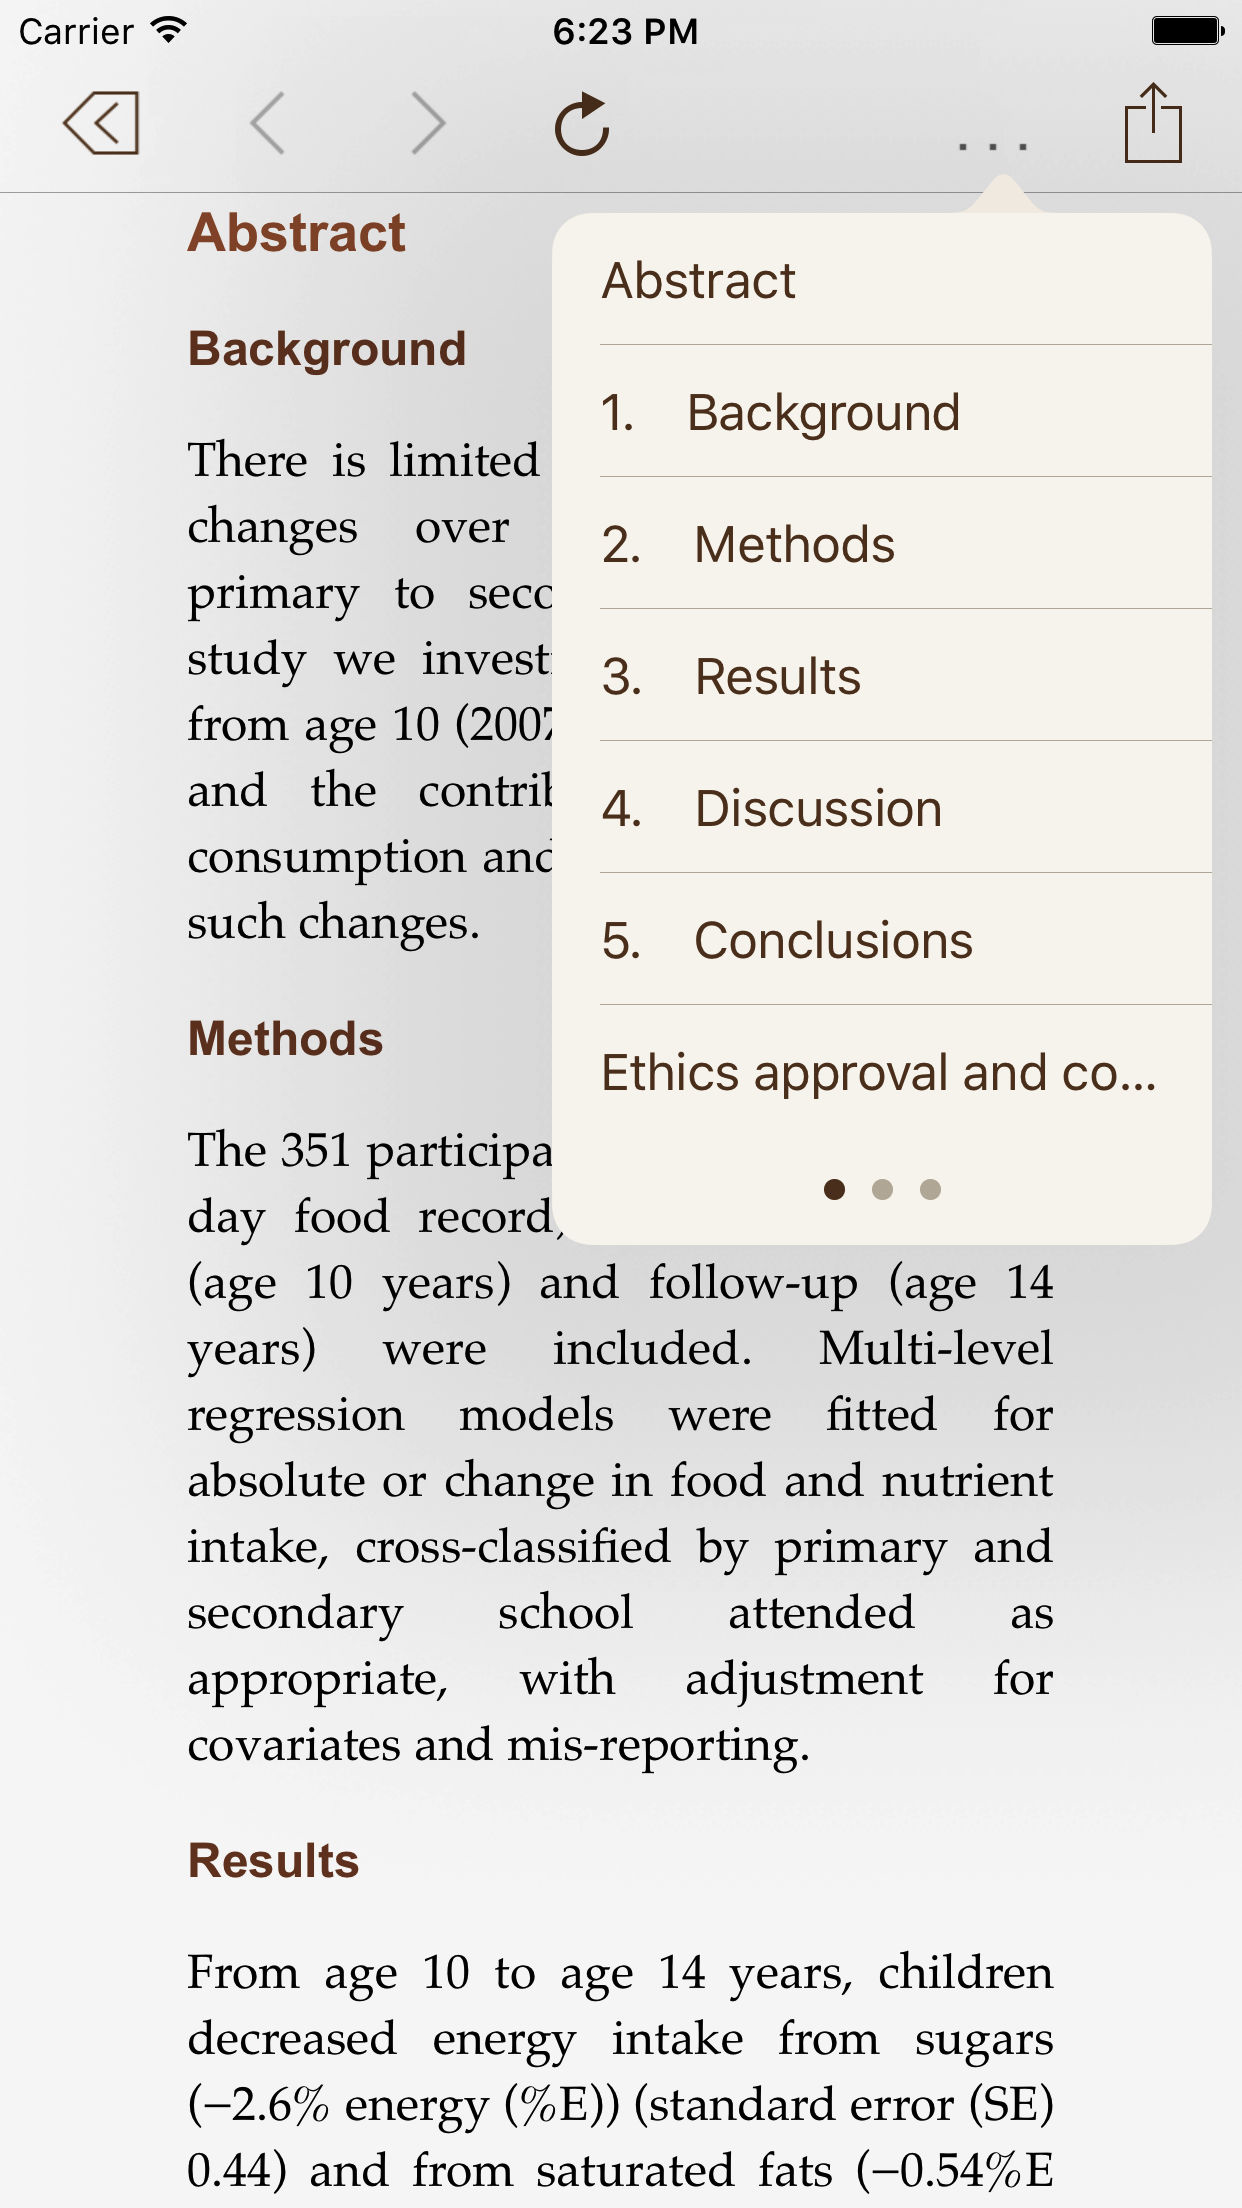 Carrier
6:23 PM
Abstract
Background
There is limited
changes over
primary to
study we
from age 10
and the
consumption
such changes.
Methods
The 351
day food record,
(age 10 years) and follow-up (age 14
years) were included. Multi-level
regression models were fitted for
absolute or change in food and nutrient
intake, cross-classified by primary and
secondary school attended as
appropriate, with adjustment for
covariates and mis-reporting.
Results
From age 10 to age 14 years, children
decreased energy intake from sugars
(−2.6% energy (%E)) (standard error (SE)
0.44) and from saturated fats (−0.54%E
Abstract
1. Background
2. Methods
3. Results
4. Discussion
5. Conclusions
Ethics approval and co...